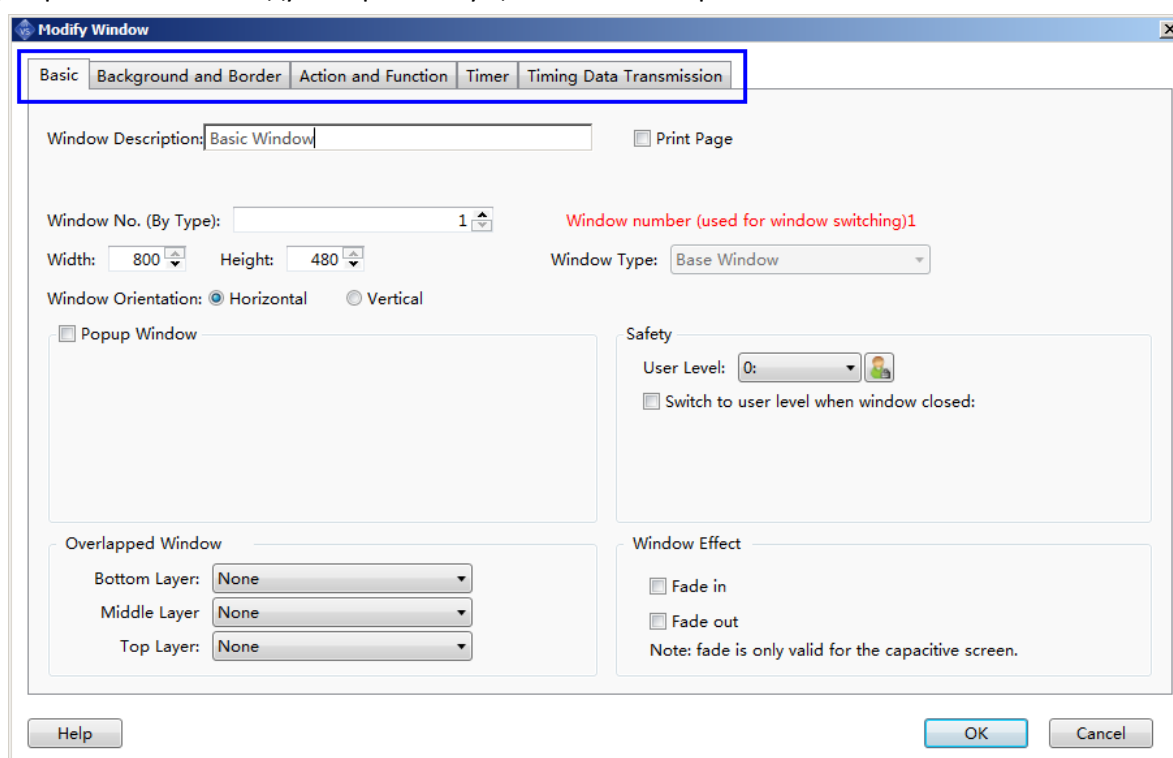 Modify Window
Basic Background and Border Action and Function Timer Timing Data Transmission
Window Description: Basic Window Print Page
Window No. (By Type): 1 Window number (used for window switching)1
Width: 800 Height: 480 Window Type: Base Window
Window Orientation: Horizontal Vertical
Popup Window Safety
User Level: 0:
Switch to user level when window closed:
Overlapped Window Window Effect
Bottom Layer: None Fade in
Middle Layer None Fade out
Top Layer: None Note: fade is only valid for the capacitive screen.
Help OK Cancel